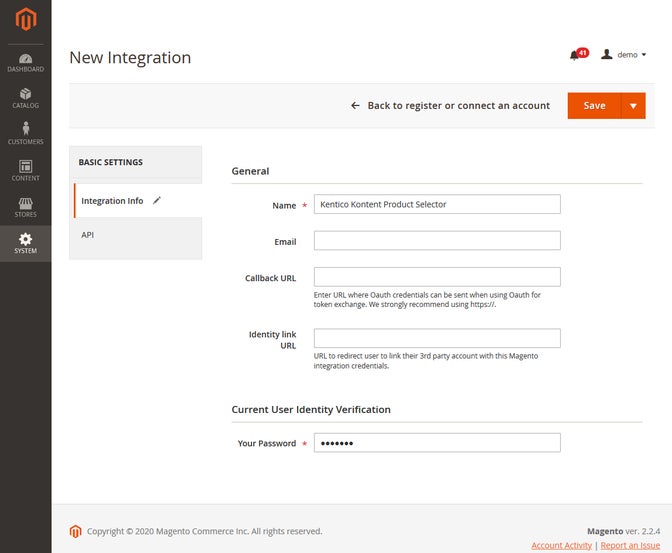 New Integration
41
demo
DASHBOARD
CATALOG
CUSTOMERS
CONTENT
STORES
SYSTEM
← Back to register or connect an account
Save
BASIC SETTINGS
Integration Info
API
General
Name *
Kentico Kontent Product Selector
Email
Callback URL
Enter URL where Oauth credentials can be sent when using Oauth for
token exchange. We strongly recommend using https://.
Identity link
URL
URL to redirect user to link their 3rd party account with this Magento
integration credentials.
Current User Identity Verification
Your Password *
•••••••
Copyright © 2020 Magento Commerce Inc. All rights reserved.
Magento ver. 2.2.4
Account Activity | Report an Issue